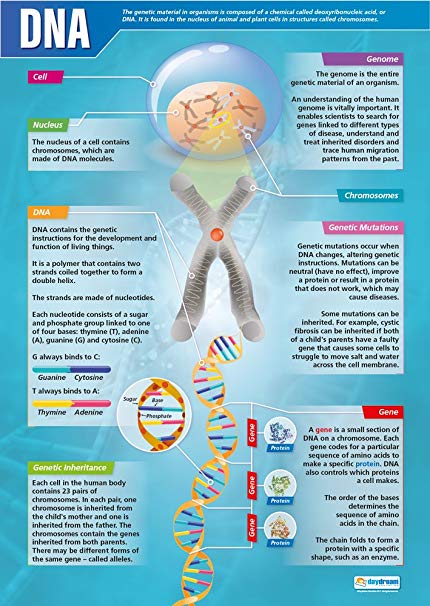 DNA
The genetic material in organisms is composed of a chemical called deoxyribonucleic acid, or
DNA. It is found in the nucleus of animal and plant cells in structures called chromosomes.
Cell
Nucleus
The nucleus of a cell contains
chromosomes, which are
made of DNA molecules.
Genome
The genome is the entire
genetic material of an organism.
An understanding of the human
genome is vitally important. It
enables scientists to search for
genes linked to different types
of disease, understand and
treat inherited disorders and
trace human migration
patterns from the past.
Chromosomes
DNA
DNA contains the genetic
instructions for the development and
function of living things.
It is a polymer that contains two
strands coiled together to form a
double helix.
The strands are made of nucleotides.
Each nucleotide consists of a sugar
and phosphate group linked to one
of four bases: thymine (T), adenine
(A), guanine (G) and cytosine (C).
G always binds to C:
Guanine Cytosine
T always binds to A:
Thymine Adenine
Genetic Mutations
Genetic mutations occur when
DNA changes, altering genetic
instructions. Mutations can be
neutral (have no effect), improve
a protein or result in a protein
that does not work, which may
cause diseases.
Some mutations can be
inherited. For example, cystic
fibrosis can be inherited if both
of a child's parents have a faulty
gene that causes some cells to
struggle to move salt and water
across the cell membrane.
Sugar
Base
Phosphate
Genetic Inheritance
Each cell in the human body
contains 23 pairs of
chromosomes. In each pair, one
chromosome is inherited from
the child's mother and one is
inherited from the father. The
chromosomes contain the genes
inherited from both parents.
There may be different forms of
the same gene – called alleles.
Gene
Protein
Gene
Protein
Gene
Protein
Gene
A gene is a small section of
DNA on a chromosome. Each
gene codes for a particular
sequence of amino acids to
make a specific protein. DNA
also controls which proteins
a cell makes.
The order of the bases
determines the
sequence of amino acids
in the chain.
The chain folds to form a
protein with a specific
shape, such as an enzyme.
daydream